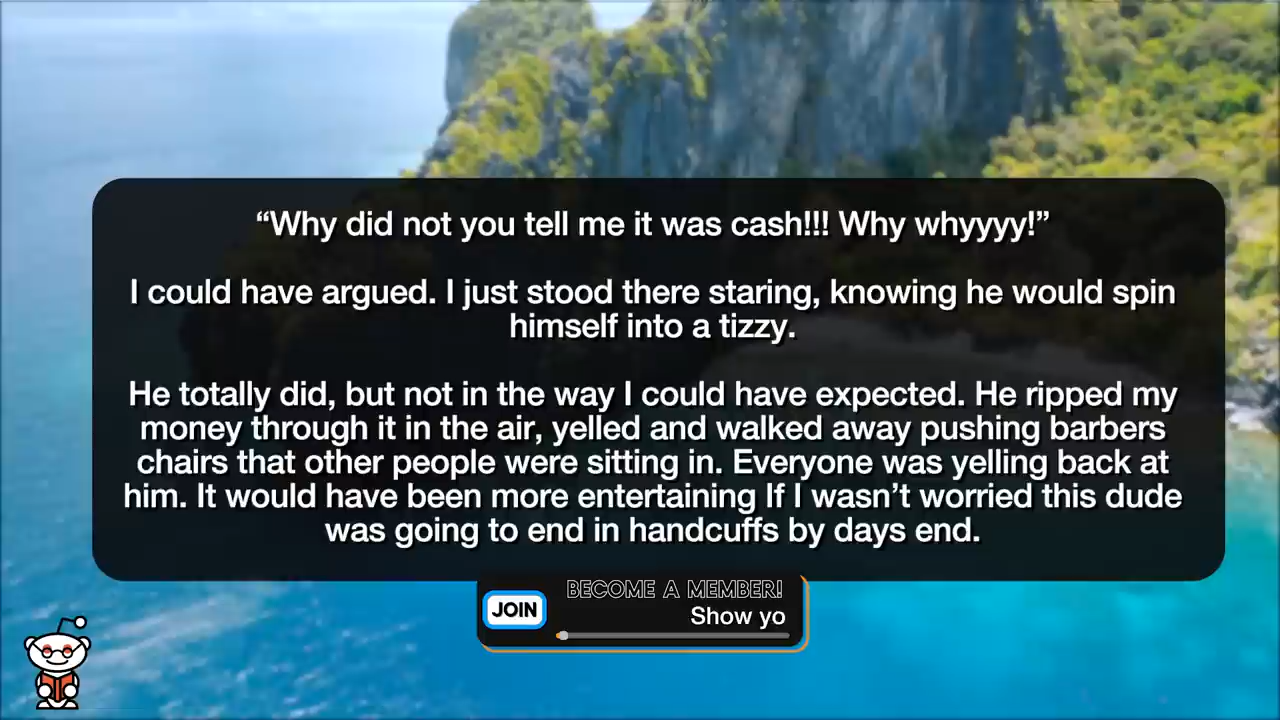 “Why did not you tell me it was cash!!! Why whyyyy!”
I could have argued. I just stood there staring, knowing he would spin
himself into a tizzy.
He totally did, but not in the way I could have expected. He ripped my
money through it in the air, yelled and walked away pushing barbers
chairs that other people were sitting in. Everyone was yelling back at
him. It would have been more entertaining If I wasn’t worried this dude
was going to end in handcuffs by days end.
BECOME A MEMBER!
JOIN
Show yo